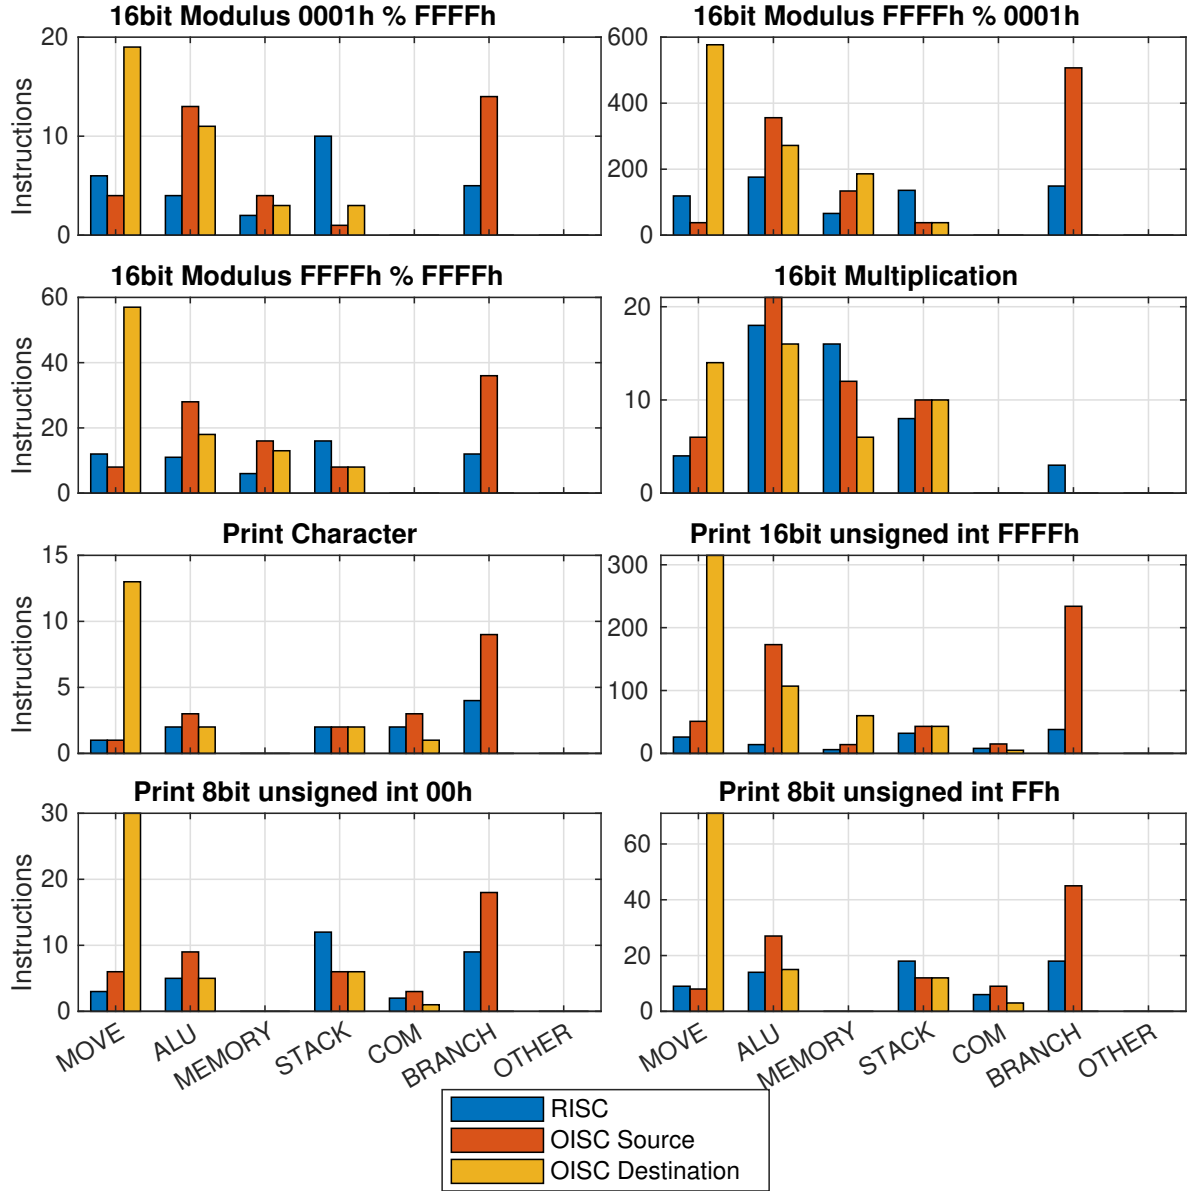 16bit Modulus 0001h % FFFFh
16bit Modulus FFFFh % 0001h
20
10
0
Instructions
600
400
200
0
16bit Modulus FFFFh % FFFFh
16bit Multiplication
60
40
20
0
Instructions
20
10
0
Print Character
Print 16bit unsigned int FFFFh
15
10
5
0
Instructions
300
200
100
0
Print 8bit unsigned int 00h
Print 8bit unsigned int FFh
30
20
10
0
Instructions
60
40
20
0
MOVE
ALU
MEMORY
STACK
COM
BRANCH
OTHER
MOVE
ALU
MEMORY
STACK
COM
BRANCH
OTHER
RISC
OISC Source
OISC Destination